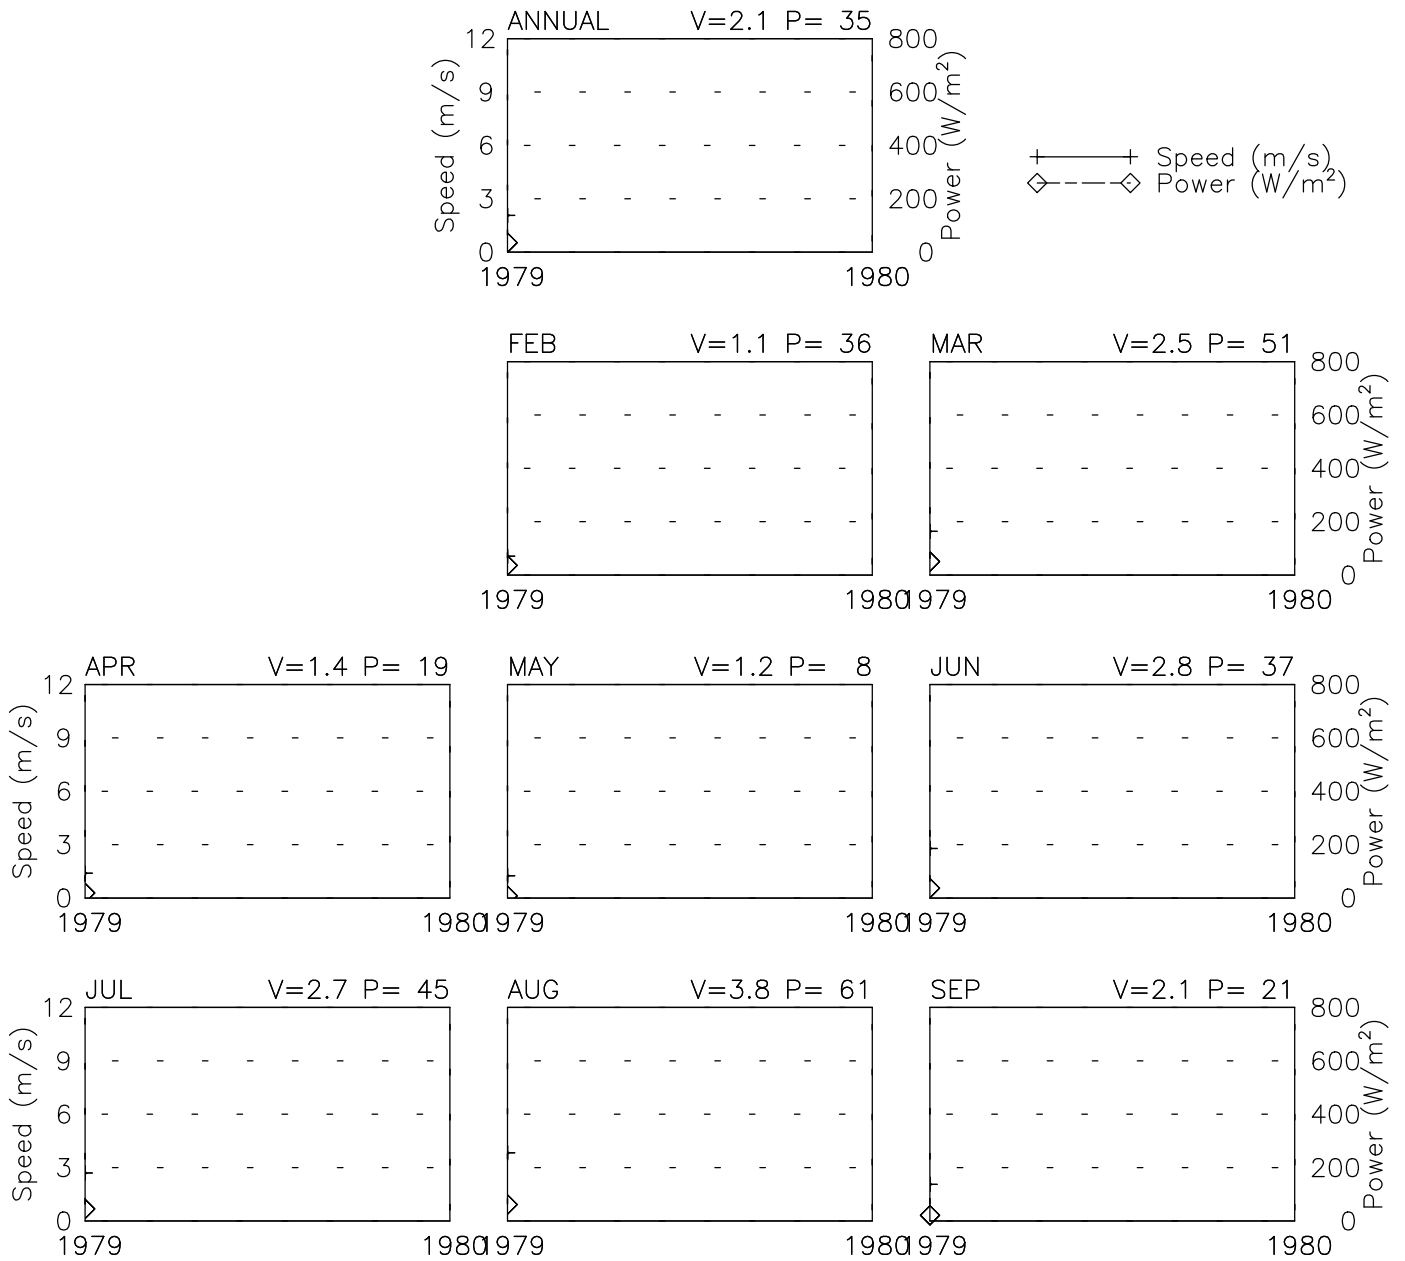 ANNUAL V=2.1 P= 35
12 800
9 600
6 400
3 200
0 0
1979 1980
Speed (m/s)
Power (W/m²)
Speed (m/s)
Power (W/m²)
FEB V=1.1 P= 36
1979 1980
MAR V=2.5 P= 51
800
600
400
200
0
1979 1980
Power (W/m²)
APR V=1.4 P= 19
12
9
6
3
0
1979 1980
Speed (m/s)
MAY V=1.2 P= 8
1979 1980
JUN V=2.8 P= 37
800
600
400
200
0
1979 1980
Power (W/m²)
JUL V=2.7 P= 45
12
9
6
3
0
1979 1980
Speed (m/s)
AUG V=3.8 P= 61
1979 1980
SEP V=2.1 P= 21
800
600
400
200
0
1979 1980
Power (W/m²)